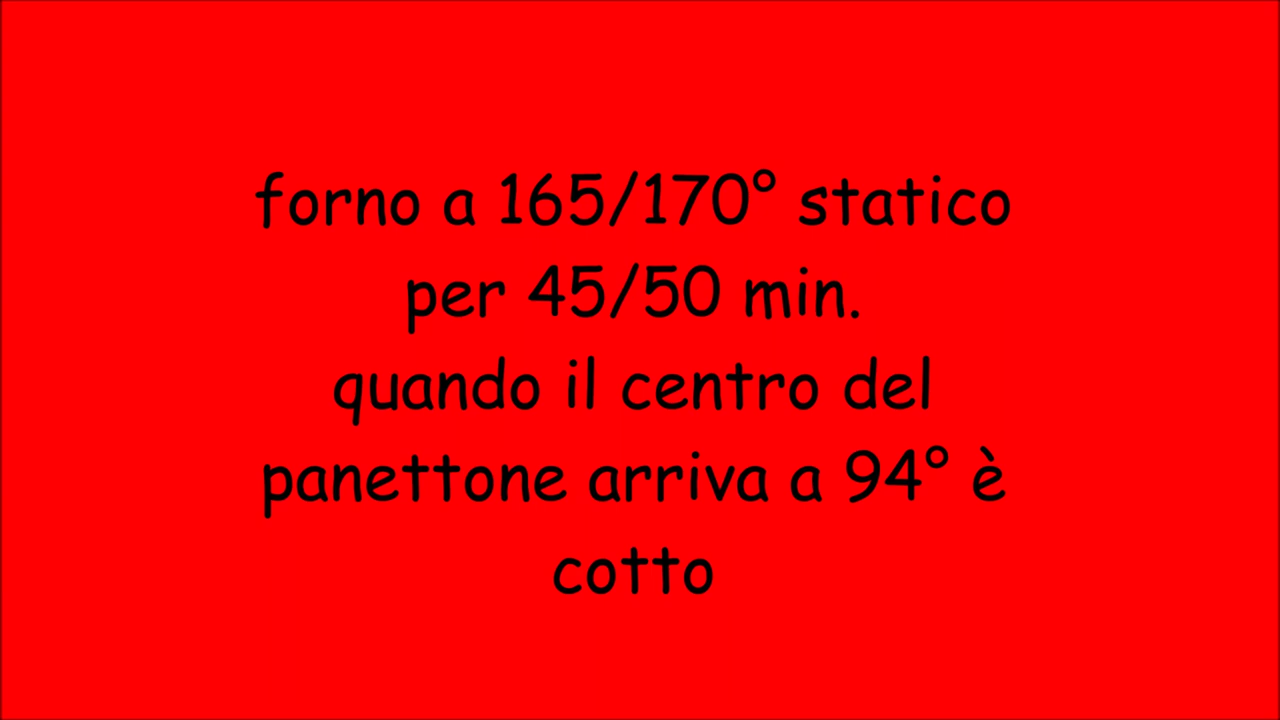 forno a 165/170° statico
per 45/50 min.
quando il centro del
panettone arriva a 94° è
cotto